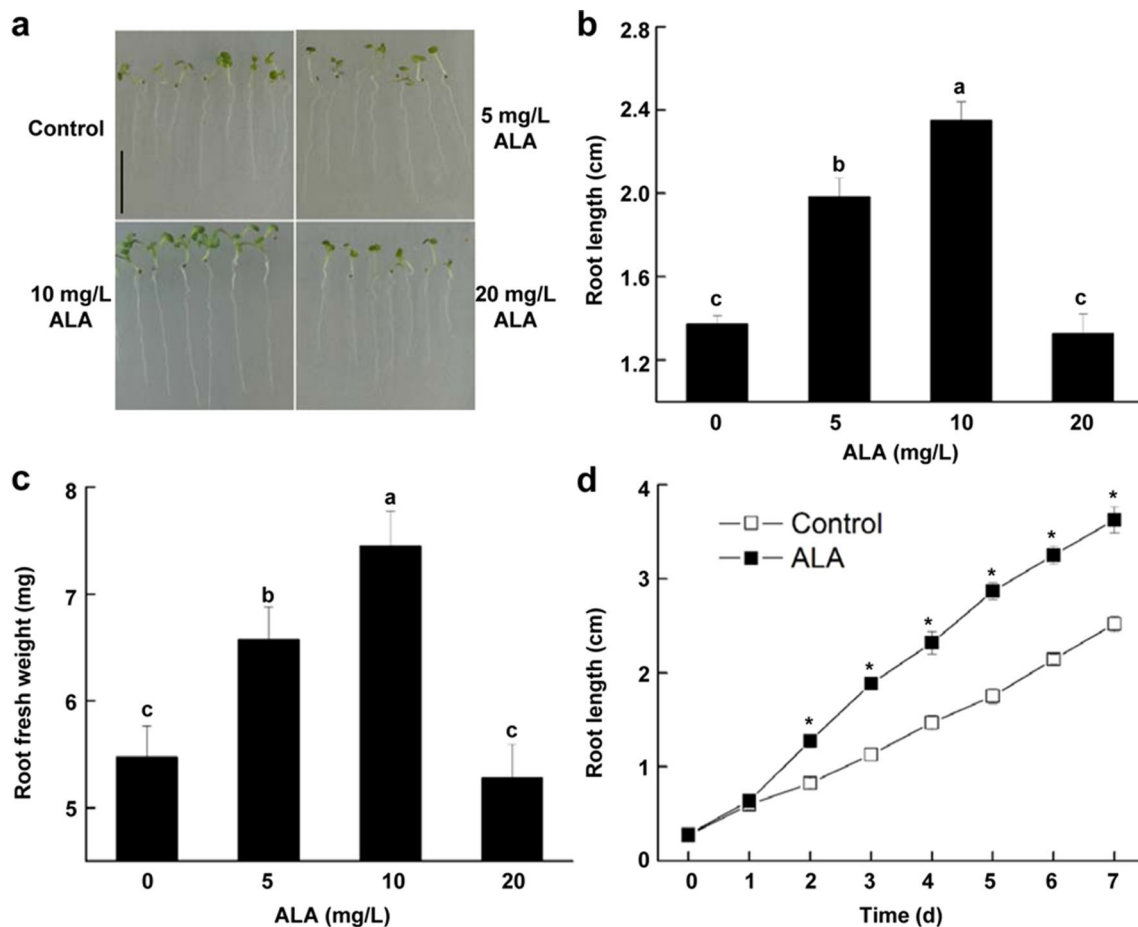 a
Control
5 mg/L
ALA
10 mg/L
ALA
20 mg/L
ALA
b
Root length (cm)
2.8
2.4
2.0
1.6
1.2
c
b
a
c
0 5 10 20
ALA (mg/L)
c
Root fresh weight (mg)
8
7
6
5
c
b
a
c
0 5 10 20
ALA (mg/L)
d
Root length (cm)
4
3
2
1
0
Control
ALA
* * * * * *
0 1 2 3 4 5 6 7
Time (d)